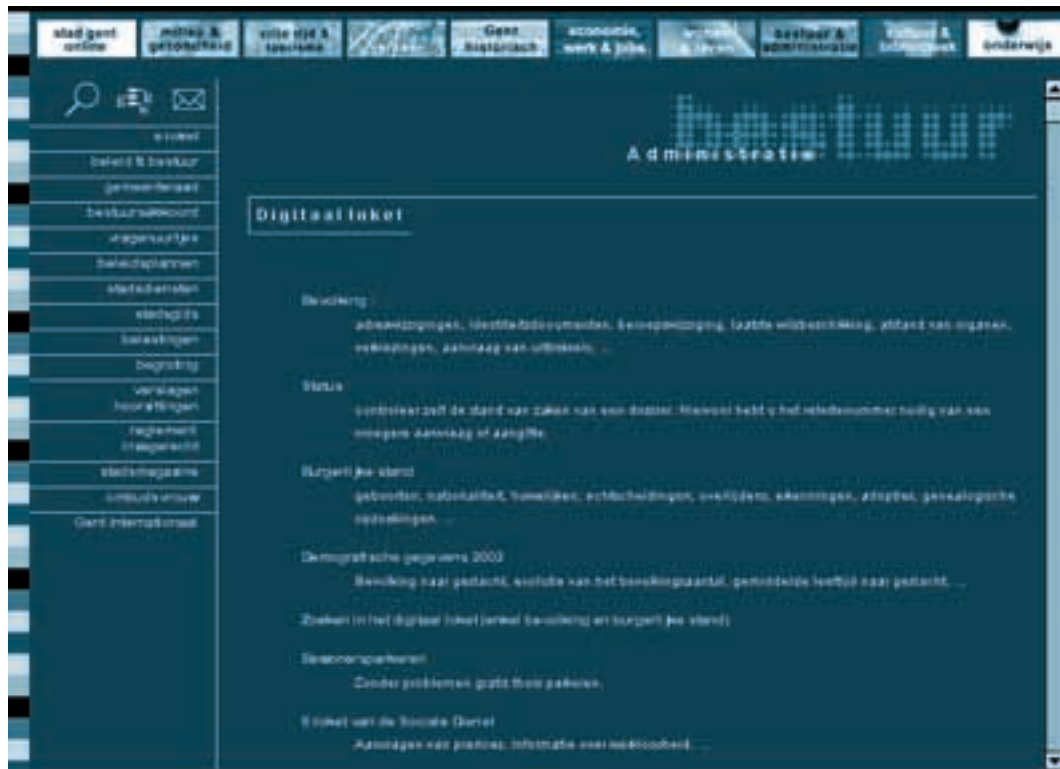 stad gent
online
milieu &
gezondheid
vrije tijd &
toerisme
Gent
historisch
economie,
werk & jobs
bestuur &
administratie
onderwijs
bestuur
Administratie
e-loket
beleid & bestuur
gemeenteraad
bestuursakkoord
vragenuurtjes
beleidsplannen
stadsdiensten
stadsgids
belastingen
begroting
verslagen
hoorzittingen
reglement
stadsmagazine
ombudsvrouw
Gent internationaal
Digitaal loket
Bevolking
adreswijzigingen, identiteitsdocumenten, beroepswijziging, laatste wilsbeschikking, afstand van organen,
verkiezingen, aanvraag van uittreksels, ...
Status
controleer zelf de stand van zaken van een dossier. Hiervoor hebt u het referentienummer nodig van een
vroegere aanvraag of aangifte.
Burgerlijke stand
geboorten, nationaliteit, huwelijken, echtscheidingen, overlijdens, erkenningen, adopties, genealogische
opzoekingen, ...
Demografische gegevens 2002
Bevolking naar geslacht, evolutie van het bevolkingsaantal, gemiddelde leeftijd naar geslacht, ...
Zoeken in het digitaal loket (enkel bevolking en burgerlijke stand)
Bewonersparkeren
Zonder problemen gratis thuis parkeren.
E-loket van de Sociale Dienst
Aanvragen van premies, informatie over werkloosheid, ...